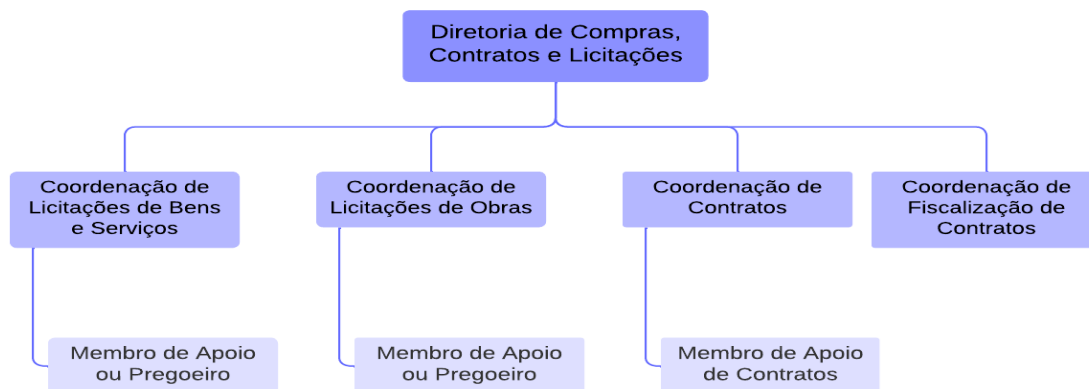 Diretoria de Compras,
Contratos e Licitações
Coordenação de
Licitações de Bens
e Serviços
Coordenação de
Licitações de Obras
Coordenação de
Contratos
Coordenação de
Fiscalização de
Contratos
Membro de Apoio
ou Pregoeiro
Membro de Apoio
ou Pregoeiro
Membro de Apoio
de Contratos